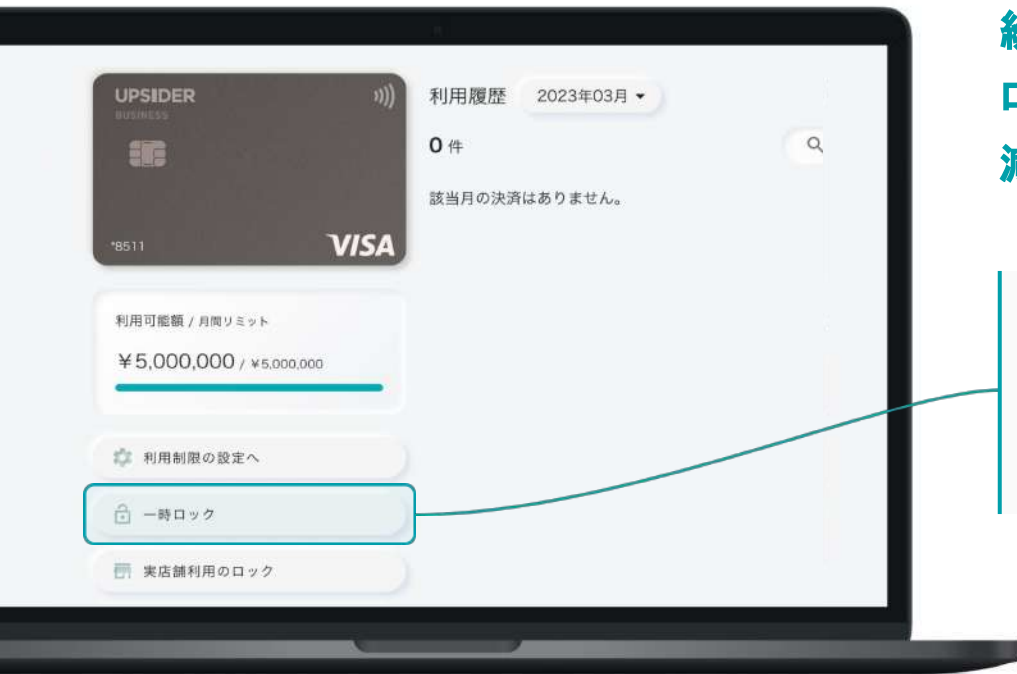 UPSIDER
BUSINESS
*8511
VISA
利用可能額 / 月間リミット
¥5,000,000 / ¥5,000,000
利用制限の設定へ
一時ロック
実店舗利用のロック
利用履歴 2023年03月
0 件
該当月の決済はありません。